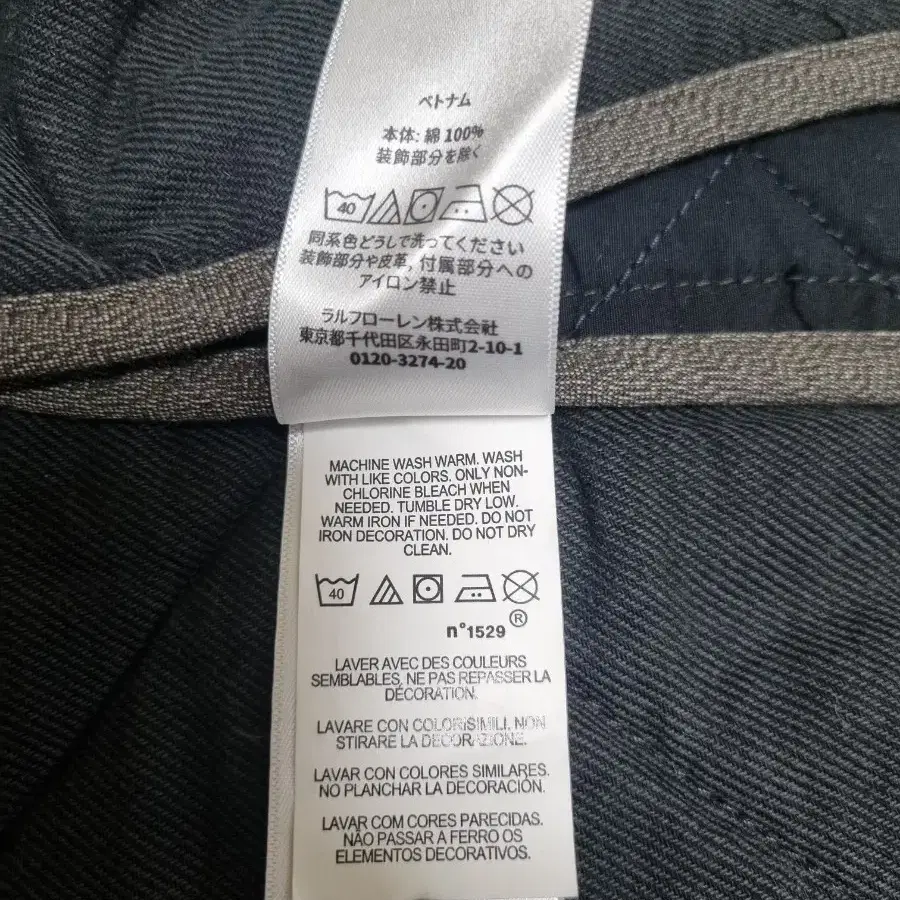 ベトナム
本体: 綿 100%
装飾部分を除く
40
同系色どうしで洗ってください
装飾部分や皮革, 付属部分への
アイロン禁止
ラルフローレン株式会社
東京都千代田区永田町2-10-1
0120-3274-20
MACHINE WASH WARM. WASH
WITH LIKE COLORS. ONLY NON-
CHLORINE BLEACH WHEN
NEEDED. TUMBLE DRY LOW.
WARM IRON IF NEEDED. DO NOT
IRON DECORATION. DO NOT DRY
CLEAN.
40
n°1529 ®
LAVER AVEC DES COULEURS
SEMBLABLES. NE PAS REPASSER LA
DÉCORATION.
LAVARE CON COLORISIMILI. NON
STIRARE LA DECORAZIONE.
LAVAR CON COLORES SIMILARES.
NO PLANCHAR LA DECORACIÓN.
LAVAR COM CORES PARECIDAS.
NÃO PASSAR A FERRO OS
ELEMENTOS DECORATIVOS.